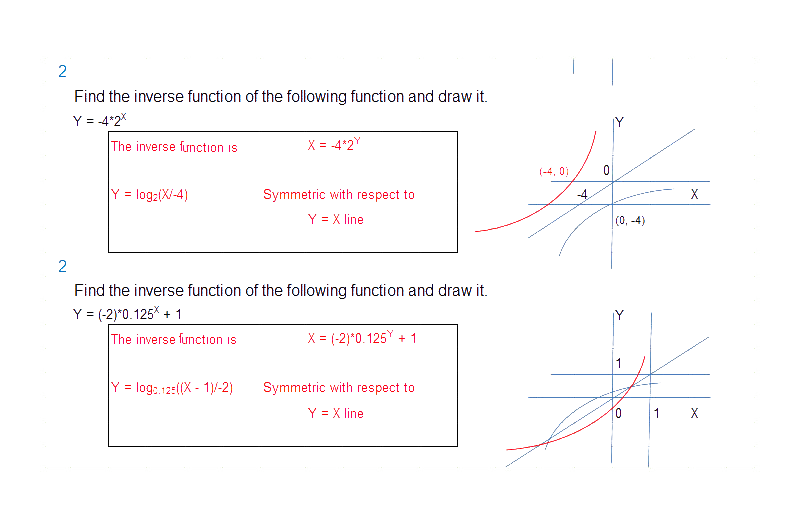 2
Find the inverse function of the following function and draw it.
Y = -4*2^X
The inverse function is X = -4*2^Y
Y = log₂(X/-4) Symmetric with respect to
Y = X line
Y
(-4, 0) 0
-4 X
(0, -4)
2
Find the inverse function of the following function and draw it.
Y = (-2)*0.125^X + 1
The inverse function is X = (-2)*0.125^Y + 1
Y = log₀.₁₂₅((X - 1)/-2) Symmetric with respect to
Y = X line
Y
1
0 1 X